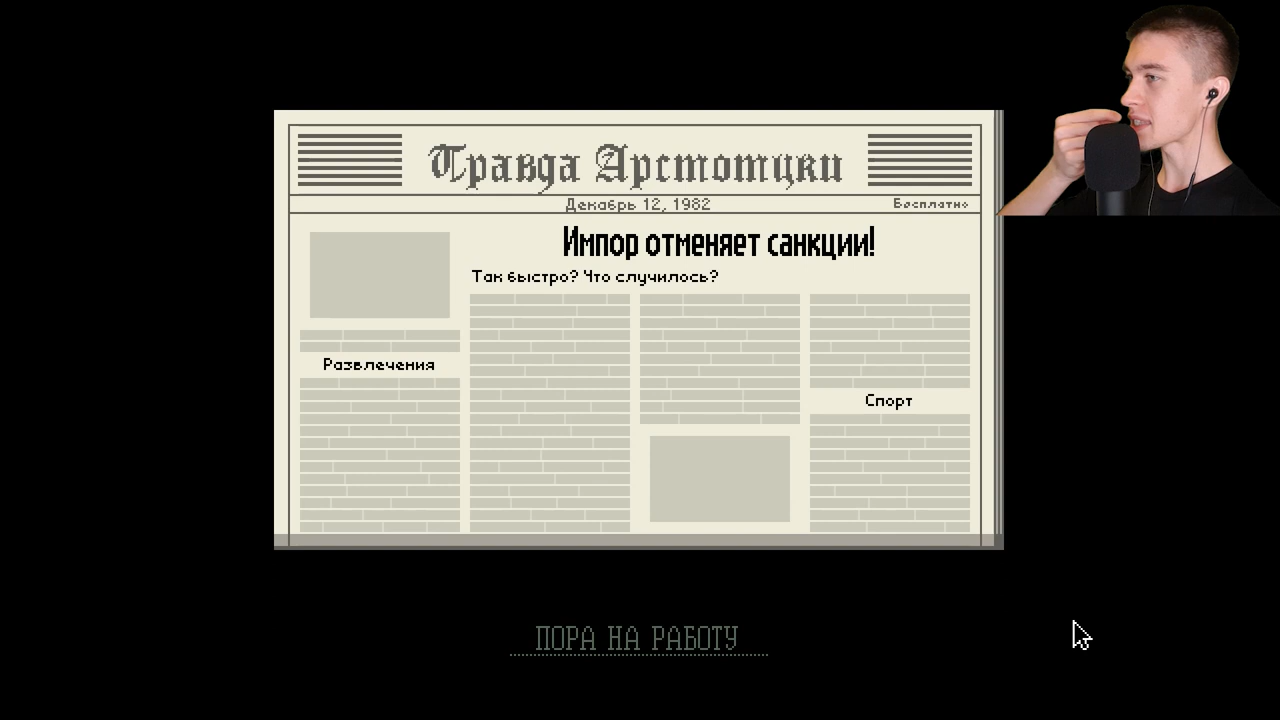 Правда Арстотцки
Декабрь 12, 1982
Бесплатно
Импор отменяет санкции!
Так быстро? Что случилось?
Развлечения
Спорт
ПОРА НА РАБОТУ